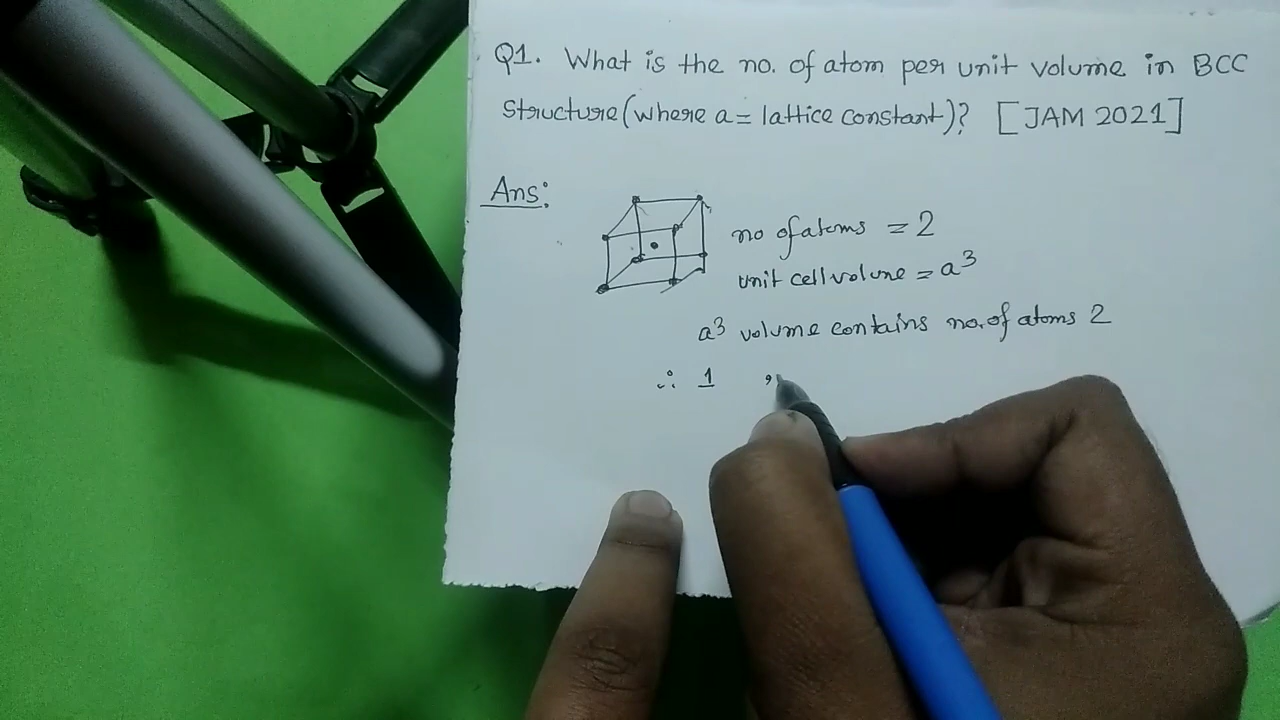 Q1. What is the no. of atom per unit volume in BCC
structure (where a = lattice constant)? [JAM 2021]
Ans:
no of atoms = 2
unit cell volume = a³
a³ volume contains no. of atoms 2
∴ 1 ,,